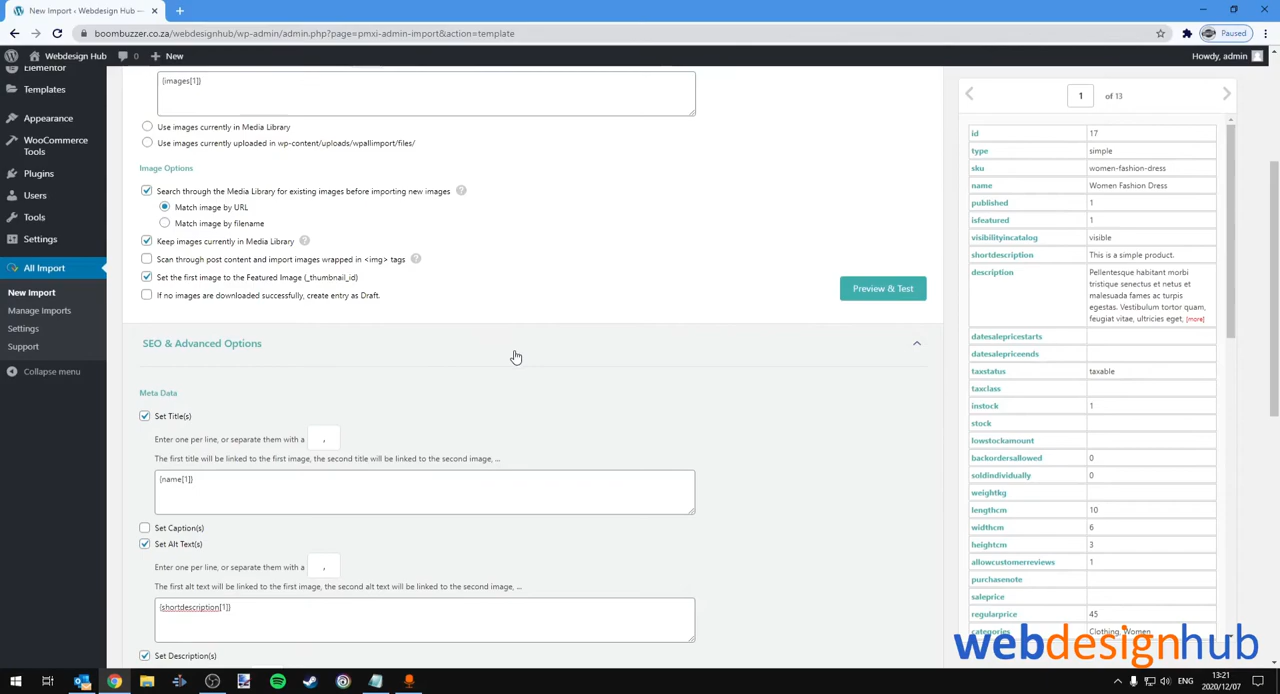 New Import ‹ Webdesign Hub —
boombuzzer.co.za/webdesignhub/wp-admin/admin.php?page=pmxi-admin-import&action=template
Paused
Webdesign Hub
0
New
Howdy, admin
Elementor
Templates
Appearance
WooCommerce
Tools
Plugins
Users
Tools
Settings
All Import
New Import
Manage Imports
Settings
Support
Collapse menu
{images[1]}
Use images currently in Media Library
Use images currently uploaded in wp-content/uploads/wpallimport/files/
Image Options
Search through the Media Library for existing images before importing new images ?
Match image by URL
Match image by filename
Keep images currently in Media Library ?
Scan through post content and import images wrapped in <img> tags ?
Set the first image to the Featured Image (_thumbnail_id)
If no images are downloaded successfully, create entry as Draft.
Preview & Test
SEO & Advanced Options
Meta Data
Set Title(s)
Enter one per line, or separate them with a ,
The first title will be linked to the first image, the second title will be linked to the second image, ...
{name[1]}
Set Caption(s)
Set Alt Text(s)
Enter one per line, or separate them with a ,
The first alt text will be linked to the first image, the second alt text will be linked to the second image, ...
{shortdescription[1]}
Set Description(s)
1 of 13
id 17
type simple
sku women-fashion-dress
name Women Fashion Dress
published 1
isfeatured 1
visibilityincatalog visible
shortdescription This is a simple product.
description Pellentesque habitant morbi
tristique senectus et netus et
malesuada fames ac turpis
egestas. Vestibulum tortor quam,
feugiat vitae, ultricies eget, [more]
datesalepricestarts
datesalepriceends
taxstatus taxable
taxclass
instock 1
stock
lowstockamount
backordersallowed 0
soldindividually 0
weightkg
lengthcm 10
widthcm 6
heightcm 3
allowcustomerreviews 1
purchasenote
saleprice
regularprice 45
categories Clothing, Women
webdesignhub
ENG
13:21
2020/12/07